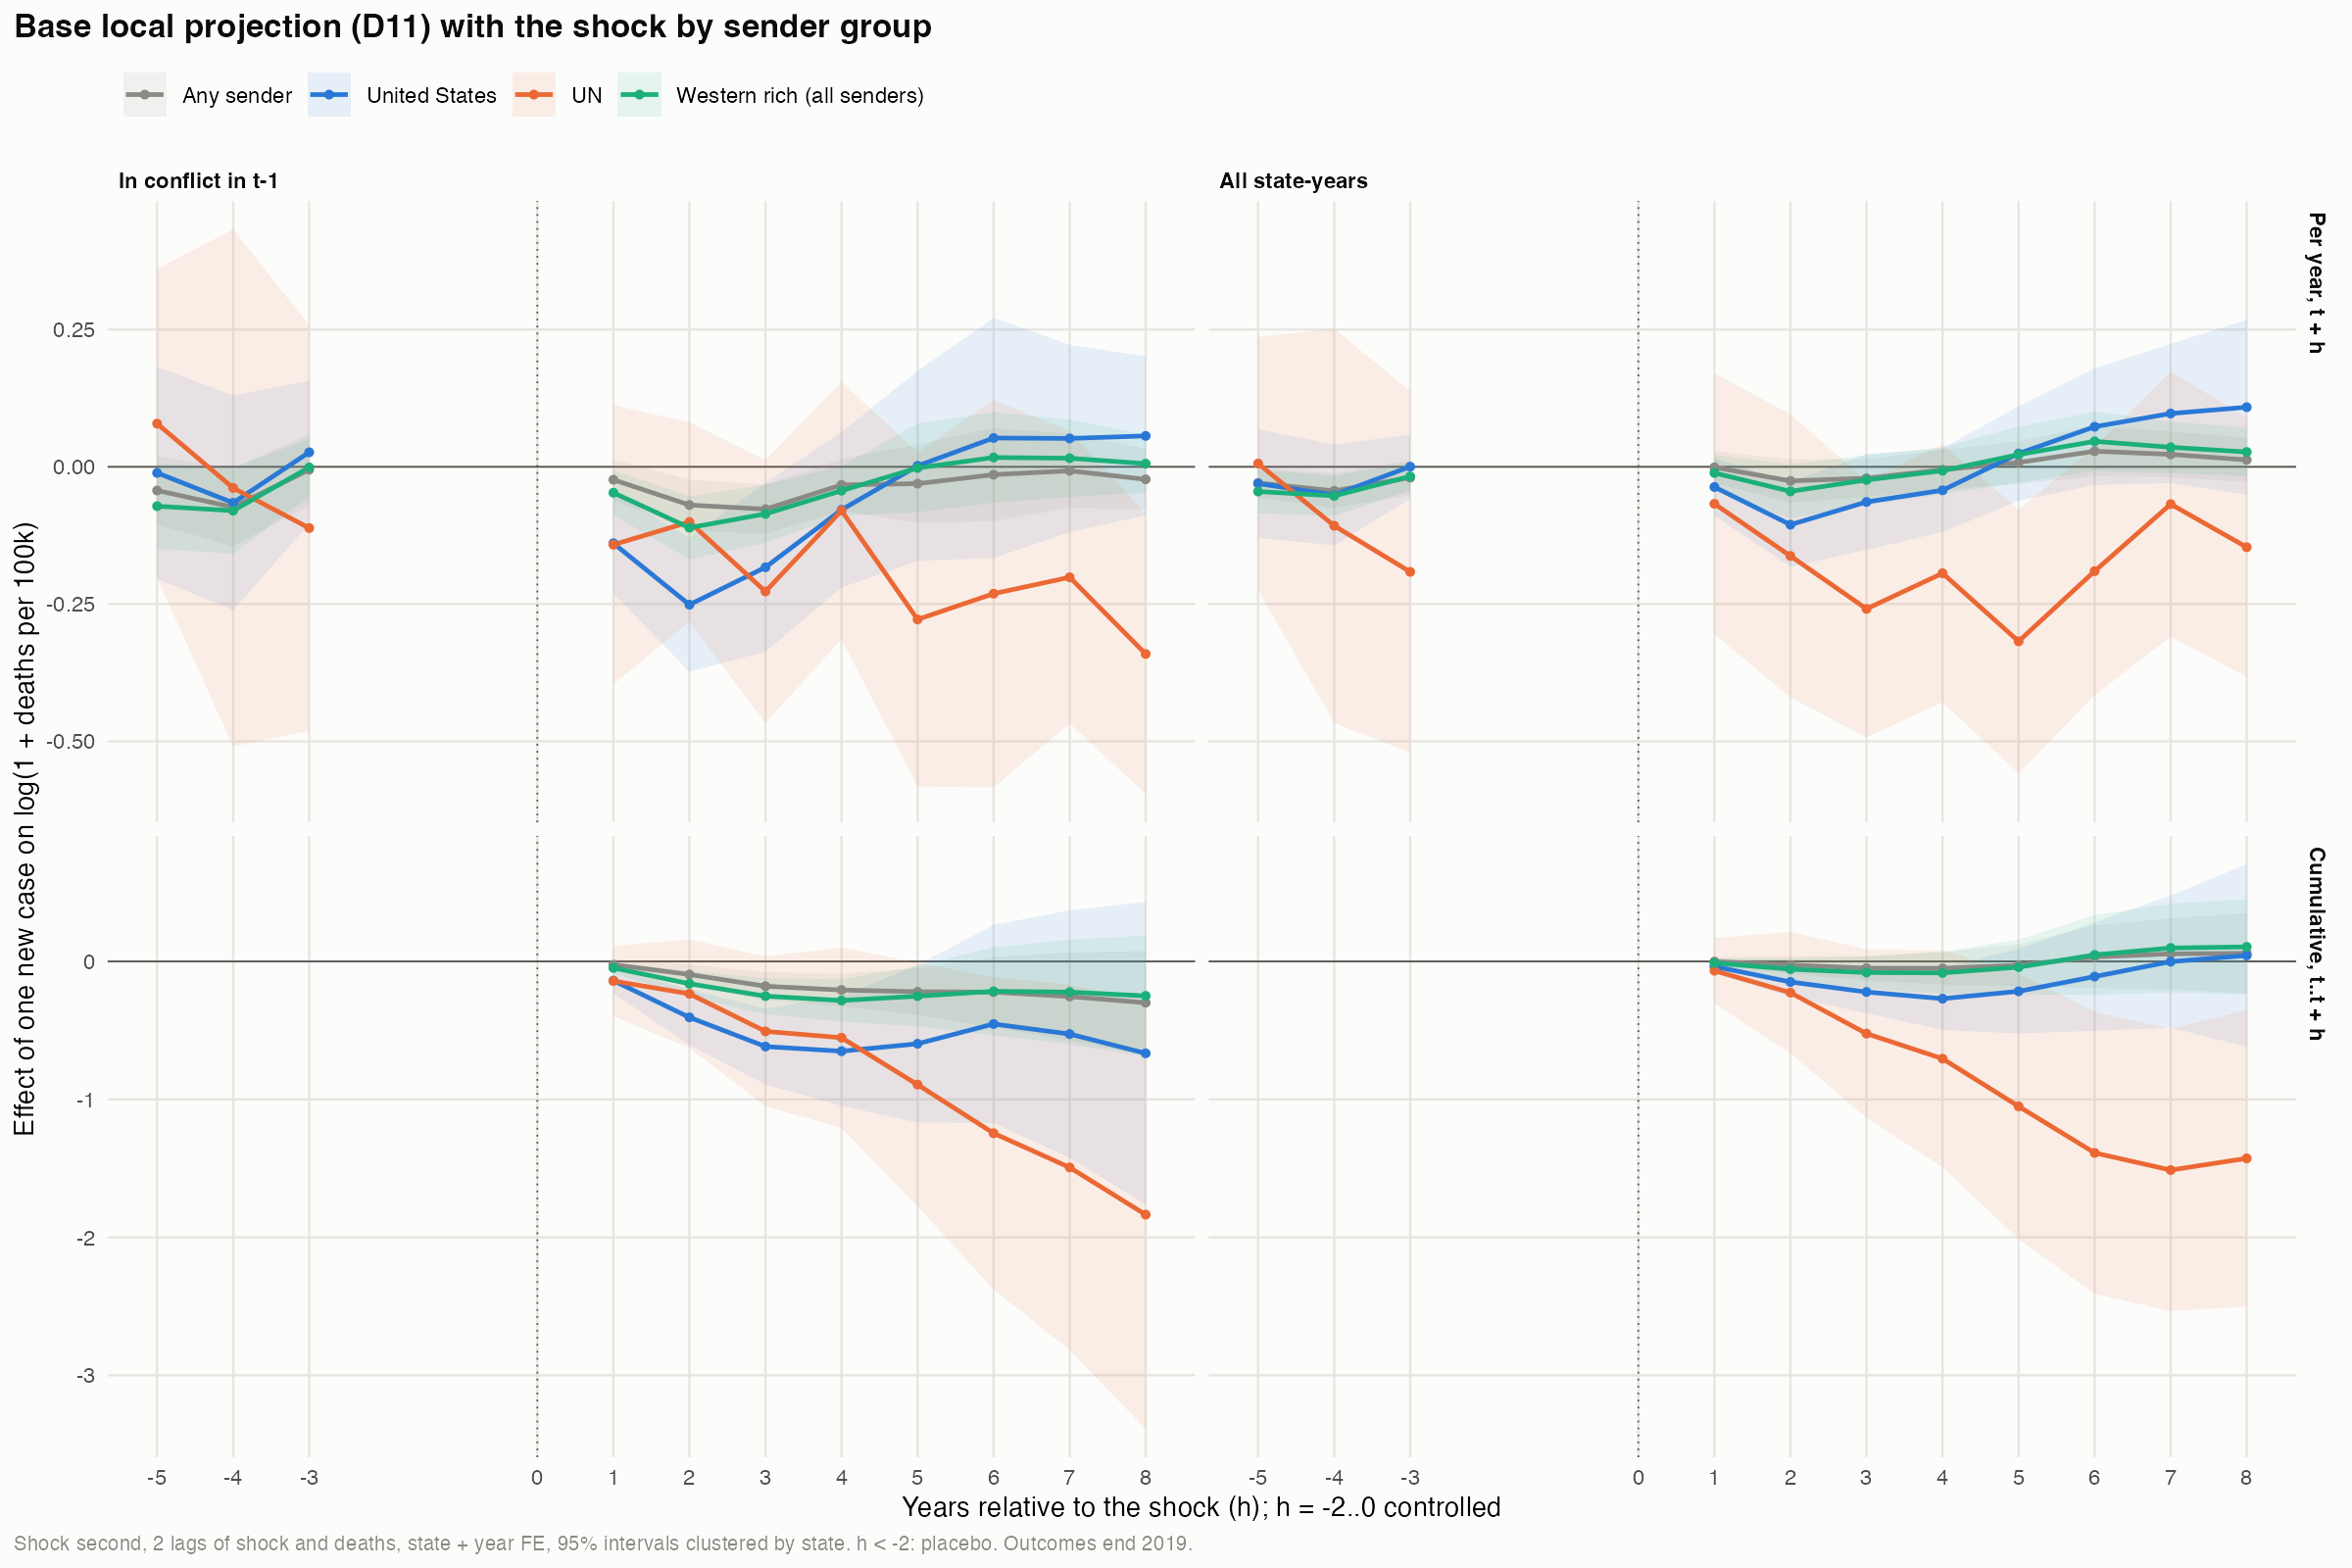 Base local projection (D11) with the shock by sender group
Any sender
United States
UN
Western rich (all senders)
In conflict in t-1
All state-years
Per year, t + h
0.25
0.00
-0.25
-0.50
Effect of one new case on log(1 + deaths per 100k)
Cumulative, t..t + h
0
-1
-2
-3
-5 -4 -3 0 1 2 3 4 5 6 7 8
-5 -4 -3 0 1 2 3 4 5 6 7 8
Years relative to the shock (h); h = -2..0 controlled
Shock second, 2 lags of shock and deaths, state + year FE, 95% intervals clustered by state. h < -2: placebo. Outcomes end 2019.